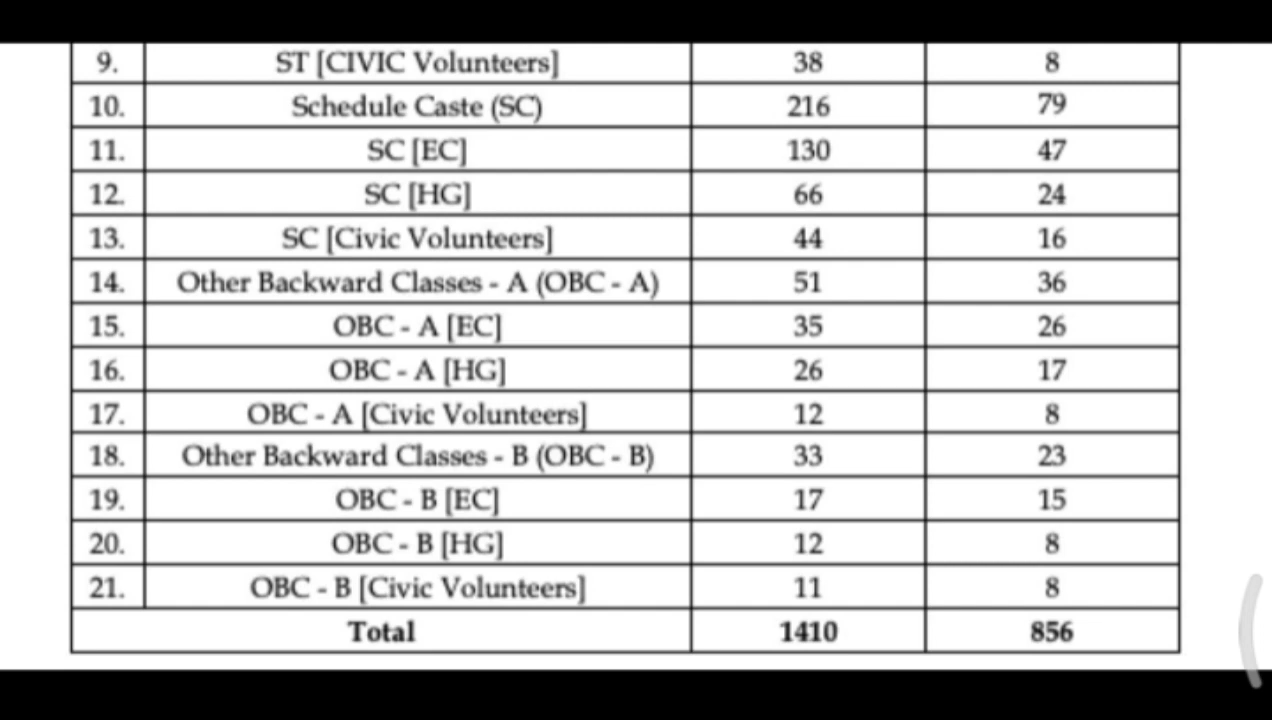 9. ST [CIVIC Volunteers] 38 8
10. Schedule Caste (SC) 216 79
11. SC [EC] 130 47
12. SC [HG] 66 24
13. SC [Civic Volunteers] 44 16
14. Other Backward Classes - A (OBC - A) 51 36
15. OBC - A [EC] 35 26
16. OBC - A [HG] 26 17
17. OBC - A [Civic Volunteers] 12 8
18. Other Backward Classes - B (OBC - B) 33 23
19. OBC - B [EC] 17 15
20. OBC - B [HG] 12 8
21. OBC - B [Civic Volunteers] 11 8
Total 1410 856